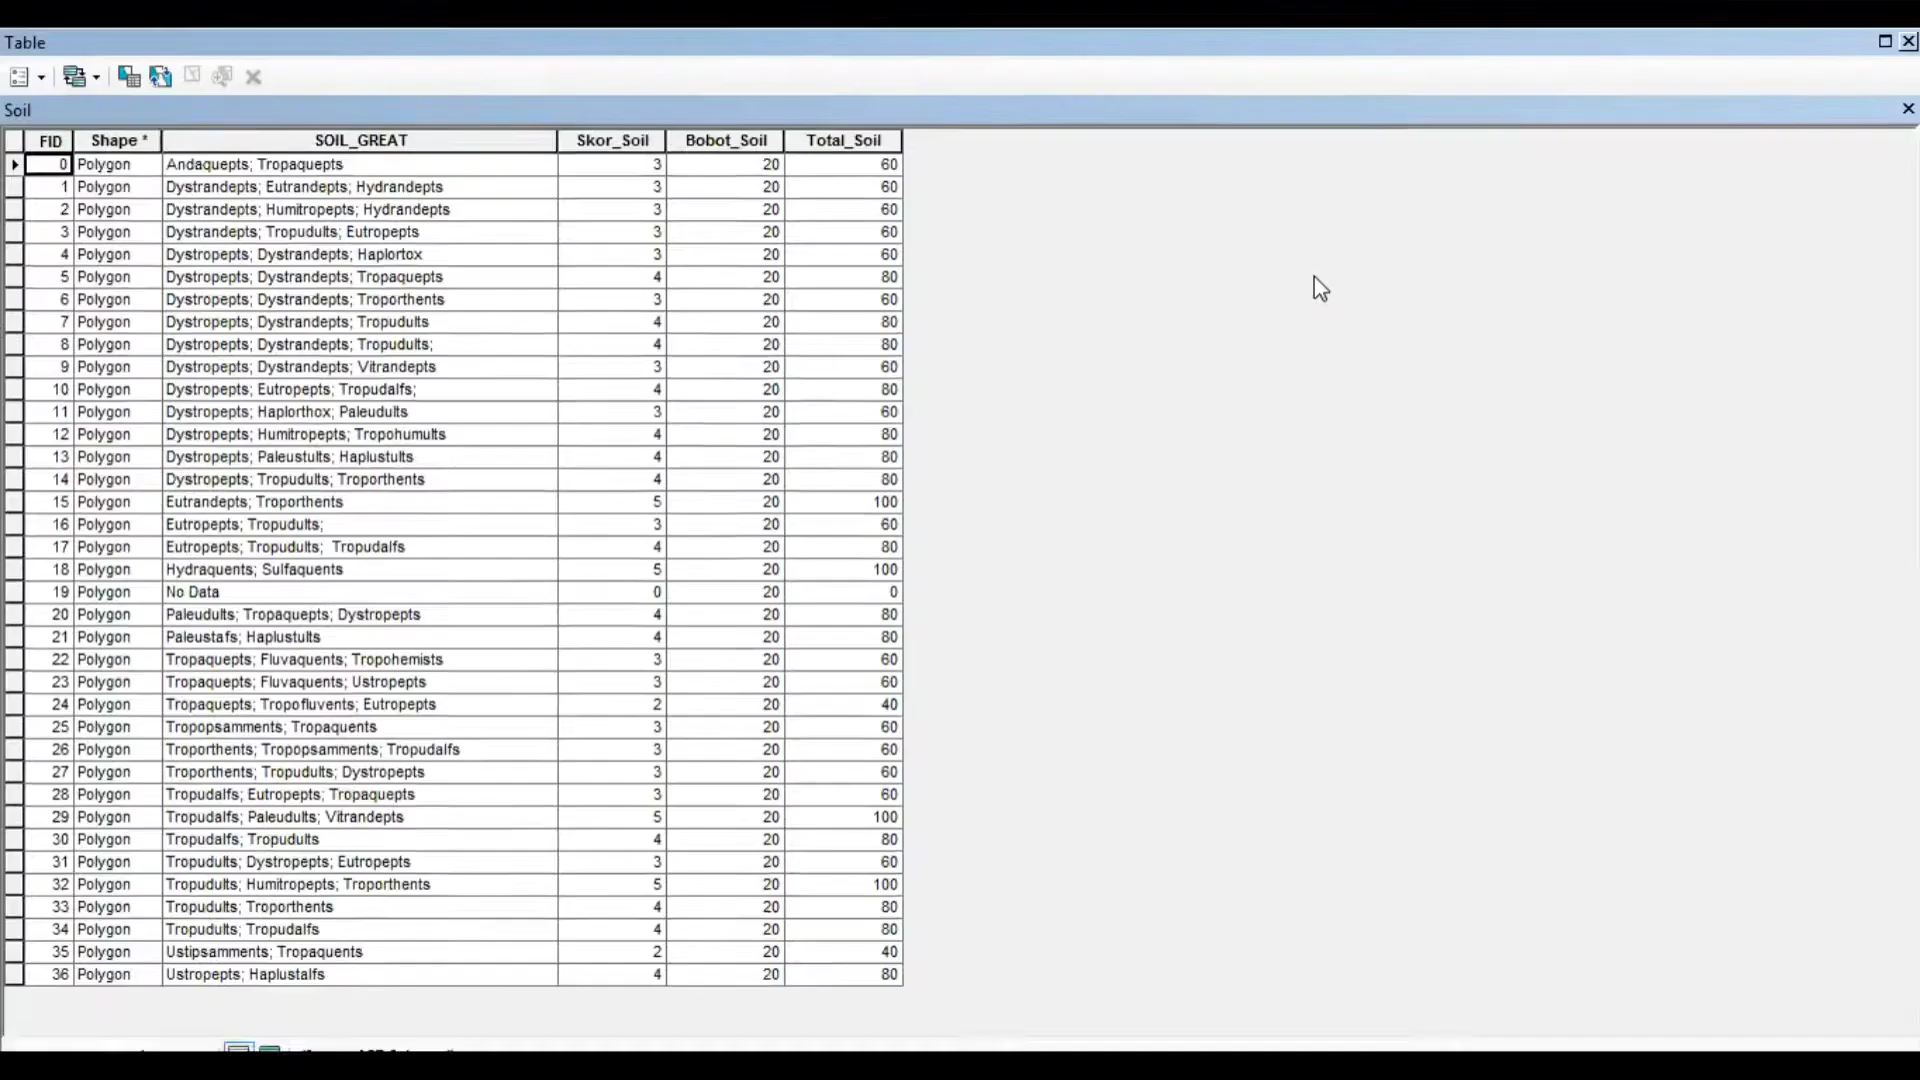 Table
Soil
FID Shape * SOIL_GREAT Skor_Soil Bobot_Soil Total_Soil
0 Polygon Andaquepts; Tropaquepts 3 20 60
1 Polygon Dystrandepts; Eutrandepts; Hydrandepts 3 20 60
2 Polygon Dystrandepts; Humitropepts; Hydrandepts 3 20 60
3 Polygon Dystrandepts; Tropudults; Eutropepts 3 20 60
4 Polygon Dystropepts; Dystrandepts; Haplortox 3 20 60
5 Polygon Dystropepts; Dystrandepts; Tropaquepts 4 20 80
6 Polygon Dystropepts; Dystrandepts; Troporthents 3 20 60
7 Polygon Dystropepts; Dystrandepts; Tropudults 4 20 80
8 Polygon Dystropepts; Dystrandepts; Tropudults; 4 20 80
9 Polygon Dystropepts; Dystrandepts; Vitrandepts 3 20 60
10 Polygon Dystropepts; Eutropepts; Tropudalfs; 4 20 80
11 Polygon Dystropepts; Haplorthox; Paleudults 3 20 60
12 Polygon Dystropepts; Humitropepts; Tropohumults 4 20 80
13 Polygon Dystropepts; Paleustults; Haplustults 4 20 80
14 Polygon Dystropepts; Tropudults; Troporthents 4 20 80
15 Polygon Eutrandepts; Troporthents 5 20 100
16 Polygon Eutropepts; Tropudults; 3 20 60
17 Polygon Eutropepts; Tropudults; Tropudalfs 4 20 80
18 Polygon Hydraquents; Sulfaquents 5 20 100
19 Polygon No Data 0 20 0
20 Polygon Paleudults; Tropaquepts; Dystropepts 4 20 80
21 Polygon Paleustafs; Haplustults 4 20 80
22 Polygon Tropaquepts; Fluvaquents; Tropohemists 3 20 60
23 Polygon Tropaquepts; Fluvaquents; Ustropepts 3 20 60
24 Polygon Tropaquepts; Tropofluvents; Eutropepts 2 20 40
25 Polygon Tropopsamments; Tropaquents 3 20 60
26 Polygon Troporthents; Tropopsamments; Tropudalfs 3 20 60
27 Polygon Troporthents; Tropudults; Dystropepts 3 20 60
28 Polygon Tropudalfs; Eutropepts; Tropaquepts 3 20 60
29 Polygon Tropudalfs; Paleudults; Vitrandepts 5 20 100
30 Polygon Tropudalfs; Tropudults 4 20 80
31 Polygon Tropudults; Dystropepts; Eutropepts 3 20 60
32 Polygon Tropudults; Humitropepts; Troporthents 5 20 100
33 Polygon Tropudults; Troporthents 4 20 80
34 Polygon Tropudults; Tropudalfs 4 20 80
35 Polygon Ustipsamments; Tropaquents 2 20 40
36 Polygon Ustropepts; Haplustalfs 4 20 80